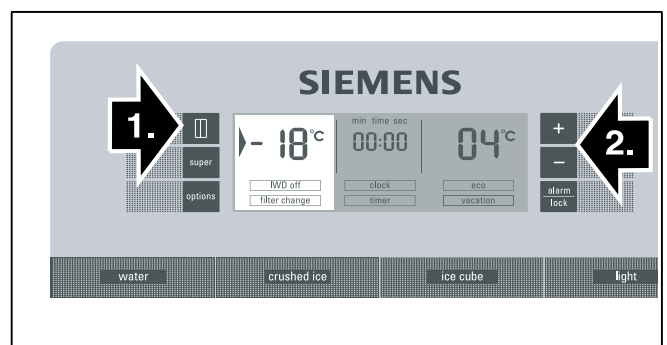 SIEMENS
1.
super
options
-18°C
IWD off
filter change
min time sec
00:00
clock
timer
04°C
eco
vacation
+
−
alarm
lock
2.
water
crushed ice
ice cube
light